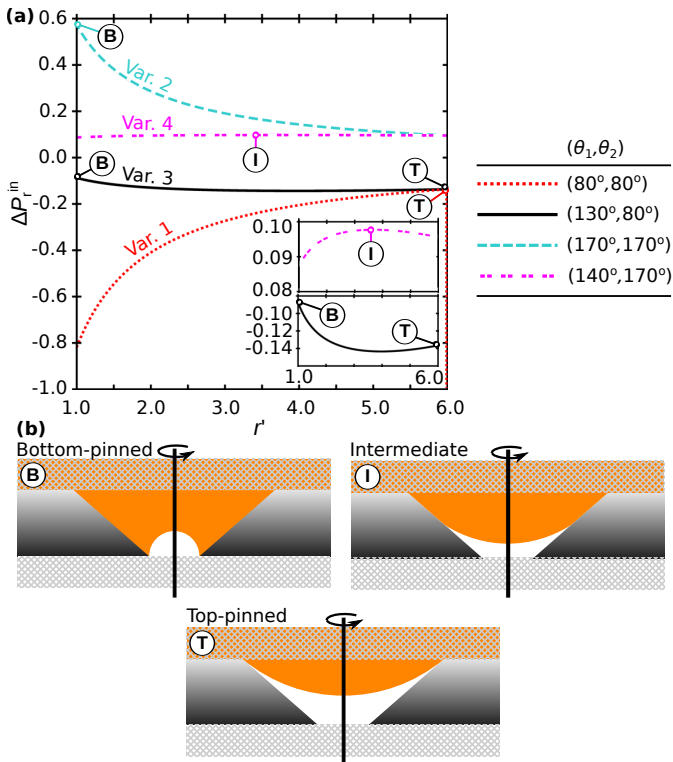 (a)
0.6
0.4
0.2
0.0
-0.2
-0.4
-0.6
-0.8
-1.0
ΔP_r^in
B
Var. 2
Var. 4
I
B
Var. 3
T
T
Var. 1
0.10
0.09
0.08
I
-0.10
-0.12
-0.14
B
T
1.0
6.0
1.0
2.0
3.0
4.0
5.0
6.0
r'
(θ_1,θ_2)
(80°,80°)
(130°,80°)
(170°,170°)
(140°,170°)
(b)
Bottom-pinned
B
Intermediate
I
Top-pinned
T